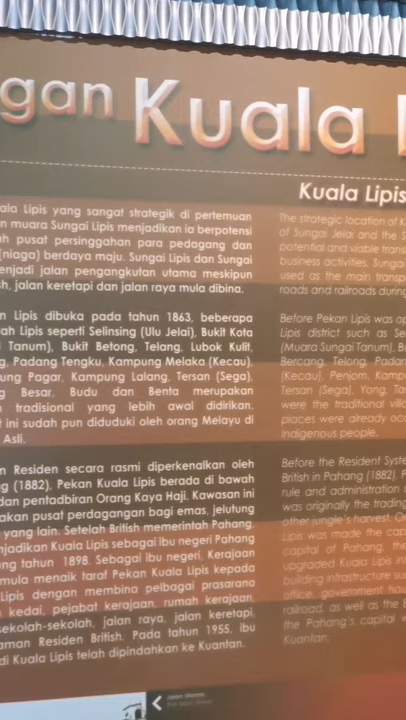 gan Kuala
Kuala Lipis
ala Lipis yang sangat strategik di pertemuan
n muara Sungai Lipis menjadikan ia berpotensi
h pusat persinggahan para pedagang dan
(niaga) berdaya maju. Sungai Lipis dan Sungai
enjadi jalan pengangkutan utama meskipun
h, jalan keretapi dan jalan raya mula dibina.
n Lipis dibuka pada tahun 1863, beberapa
ah Lipis seperti Selinsing (Ulu Jelai), Bukit Kota
Tanum), Bukit Betong, Telang, Lubok Kulit,
g, Padang Tengku, Kampung Melaka (Kecau),
ung Pagar, Kampung Lalang, Tersan (Sega),
g Besar, Budu dan Benta merupakan
tradisional yang lebih awal didirikan.
t ini sudah pun diduduki oleh orang Melayu di
Asli.
n Residen secara rasmi diperkenalkan oleh
g (1882), Pekan Kuala Lipis berada di bawah
dan pentadbiran Orang Kaya Haji. Kawasan ini
akan pusat perdagangan bagi emas, jelutung
yang lain. Setelah British memerintah Pahang,
njadikan Kuala Lipis sebagai ibu negeri Pahang
ng tahun 1898. Sebagai ibu negeri, Kerajaan
mula menaik taraf Pekan Kuala Lipis kepada
Lipis dengan membina pelbagai prasarana
kedai, pejabat kerajaan, rumah kerajaan,
sekolah-sekolah, jalan raya, jalan keretapi,
aman Residen British. Pada tahun 1955, ibu
di Kuala Lipis telah dipindahkan ke Kuantan.
The strategic location of K
of Sungai Jelai and the S
potential and viable transi
business activities. Sunga
used as the main transp
roads and railroads during
Before Pekan Lipis was op
Lipis district such as Se
(Muara Sungai Tanum), B
Bercang, Telang, Padan
(Kecau), Penjom, Kampu
Tersan (Sega), Yong, Ta
were the traditional villa
places were already occu
indigenous people.
Before the Resident Syste
British in Pahang (1882), P
rule and administration
was originally the trading
other jungle's harvest. O
Lipis was made the cap
capital of Pahang, the
upgraded Kuala Lipis in
building infrastructure su
office, government hou
railroad, as well as the B
the Pahang's capital w
Kuantan.